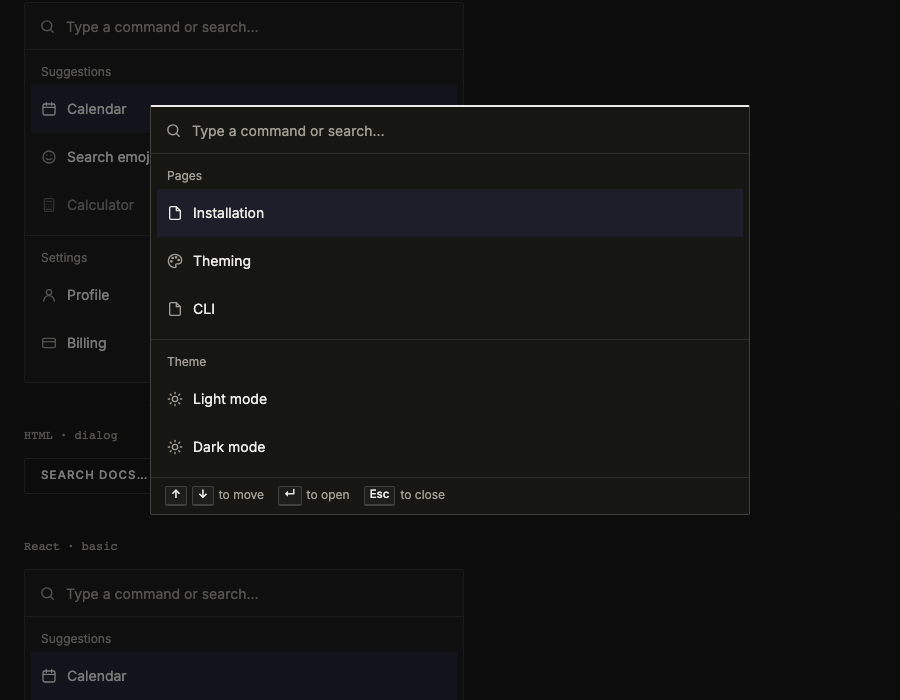 Type a command or search...
Suggestions
Calendar
Search emoj
Calculator
Settings
Profile
Billing
Type a command or search...
Pages
Installation
Theming
CLI
Theme
Light mode
Dark mode
↑ ↓ to move ↵ to open Esc to close
HTML · dialog
SEARCH DOCS...
React · basic
Type a command or search...
Suggestions
Calendar